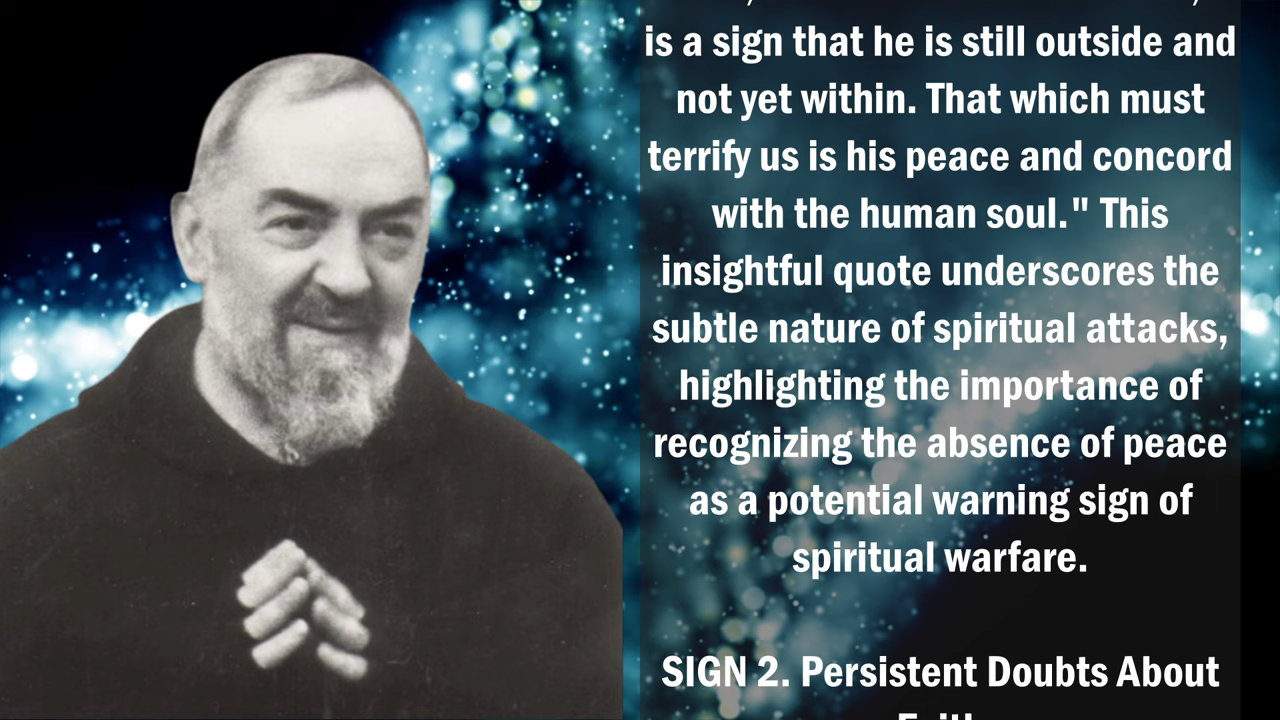 is a sign that he is still outside and
not yet within. That which must
terrify us is his peace and concord
with the human soul." This
insightful quote underscores the
subtle nature of spiritual attacks,
highlighting the importance of
recognizing the absence of peace
as a potential warning sign of
spiritual warfare.
SIGN 2. Persistent Doubts About